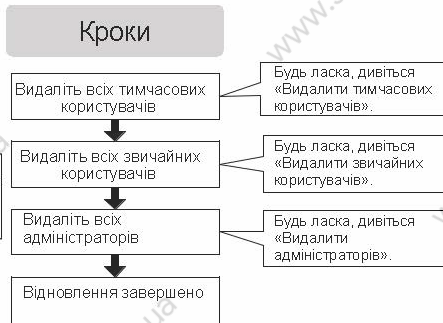 Кроки
Видаліть всіх тимчасових
користувачів
Будь ласка, дивіться
«Видалити тимчасових
користувачів».
Видаліть всіх звичайних
користувачів
Будь ласка, дивіться
«Видалити звичайних
користувачів».
Видаліть всіх
адміністраторів
Будь ласка, дивіться
«Видалити
адміністраторів».
Відновлення завершено